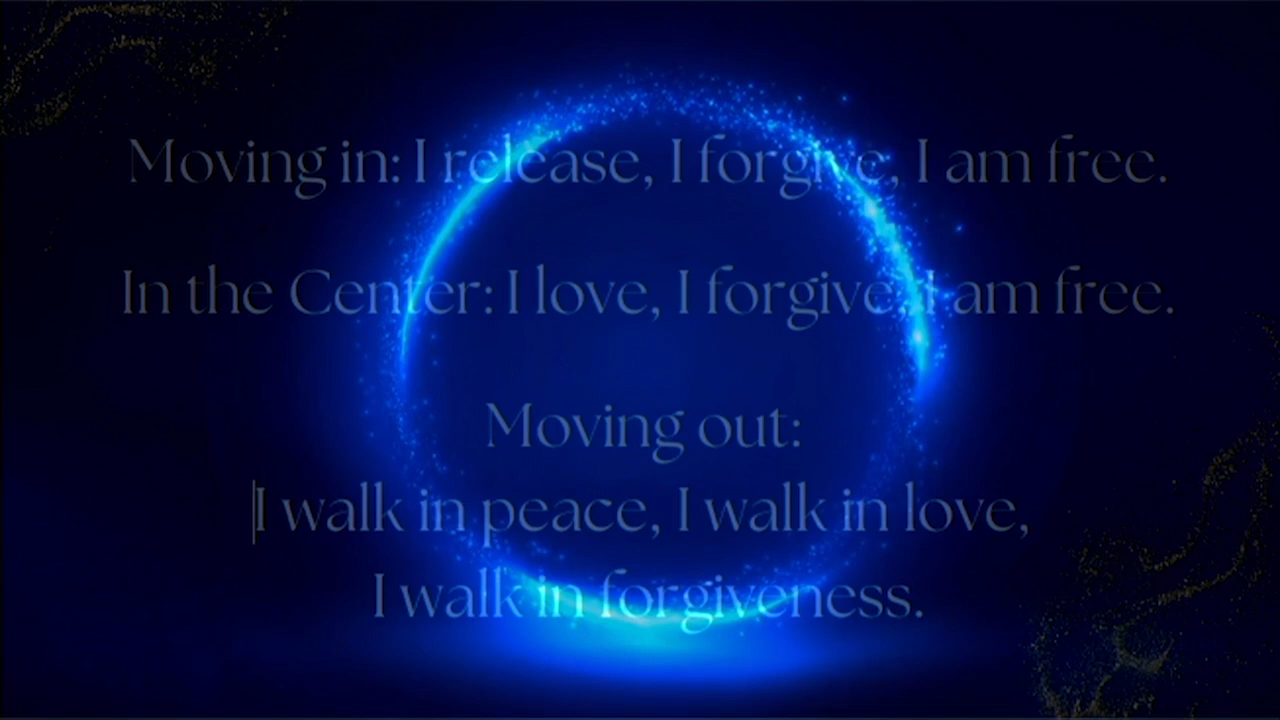 Moving in: I release, I forgive, I am free.
In the Center: I love, I forgive, I am free.
Moving out:
I walk in peace, I walk in love,
I walk in forgiveness.